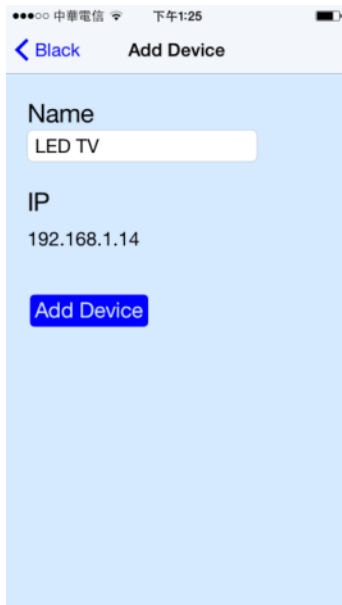 中華電信 下午1:25
Black Add Device
Name
LED TV
IP
192.168.1.14
Add Device